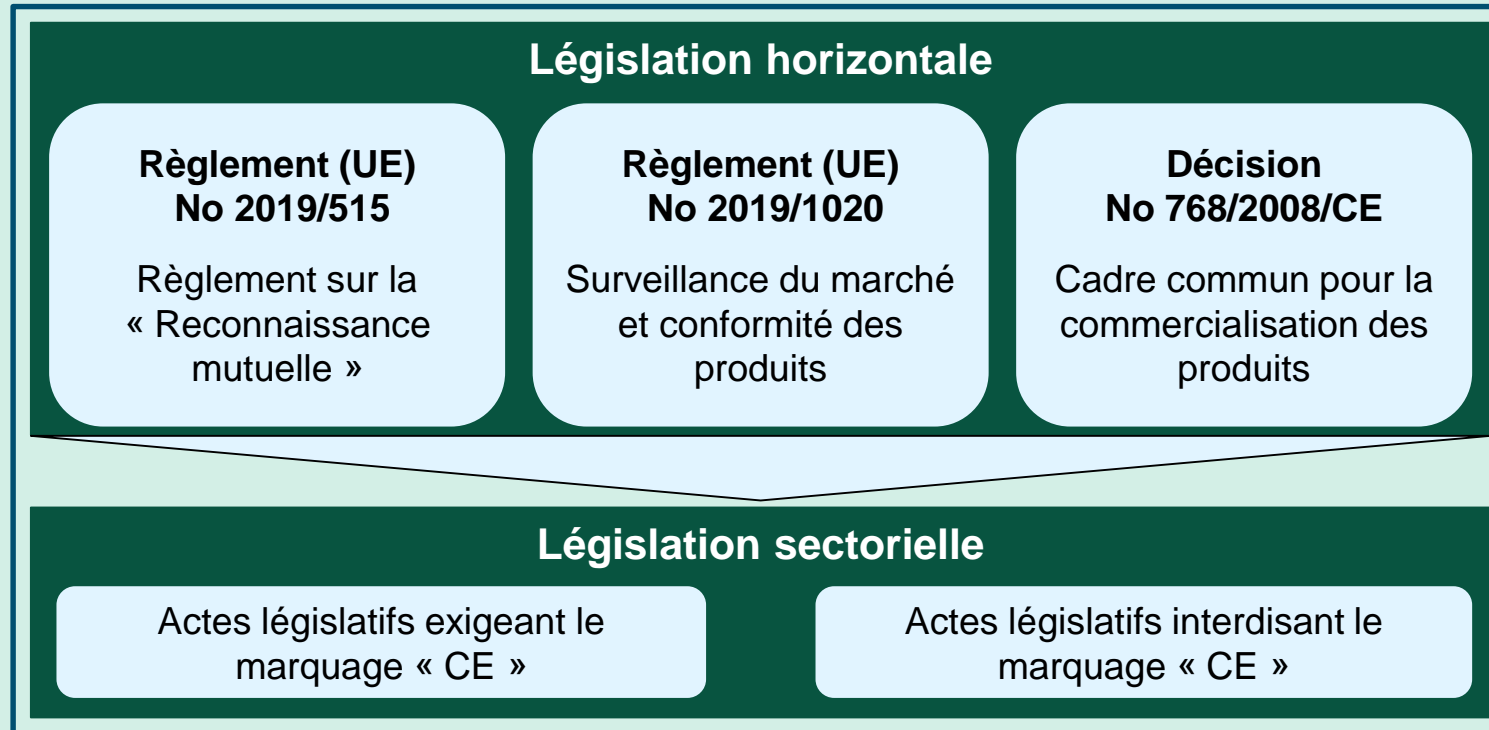 Législation horizontale
Règlement (UE)
No 2019/515
Règlement sur la
« Reconnaissance
mutuelle »
Règlement (UE)
No 2019/1020
Surveillance du marché
et conformité des
produits
Décision
No 768/2008/CE
Cadre commun pour la
commercialisation des
produits
Législation sectorielle
Actes législatifs exigeant le
marquage « CE »
Actes législatifs interdisant le
marquage « CE »